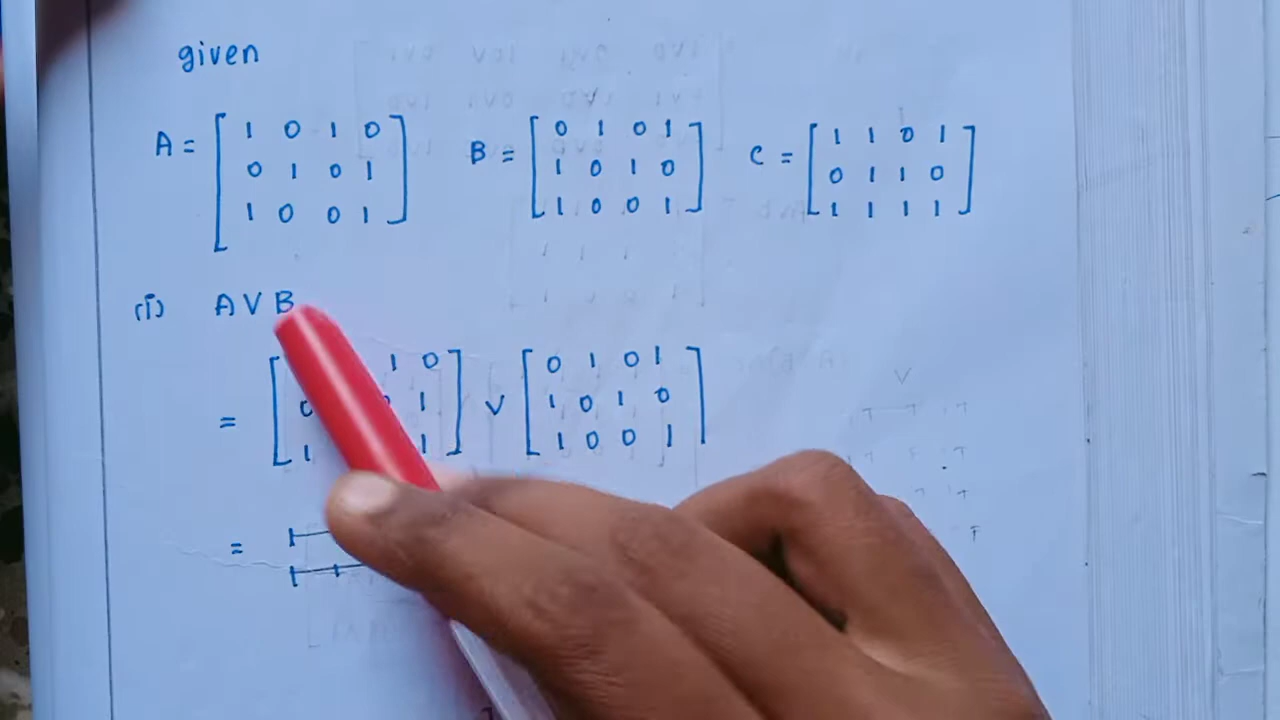 given
A = [ 1 0 1 0   B = [ 0 1 0 1   C = [ 1 1 0 1
0 1 0 1 ]   1 0 1 0 ]   0 1 1 0 ]
1 0 0 1   1 0 0 1   1 1 1 1
(i) A V B
= [ 1 0 ] V [ 0 1 0 1 ]
0 1   1 0 1 0
1 1   1 0 0 1
=